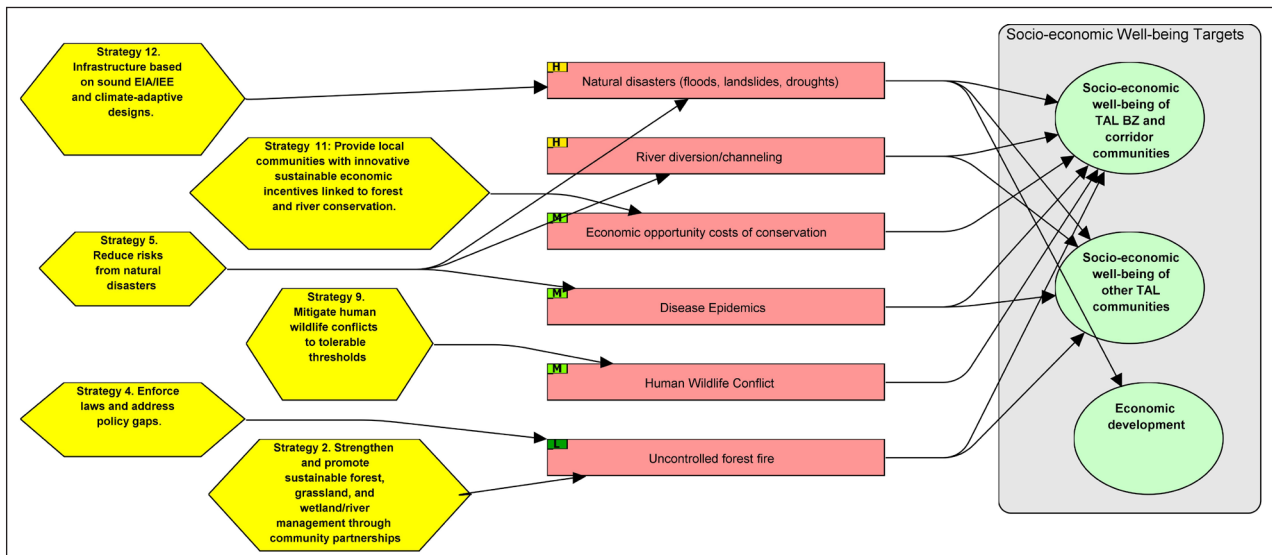 Strategy 12.
Infrastructure based
on sound EIA/IEE
and climate-adaptive
designs.
Strategy 11: Provide local
communities with innovative
sustainable economic
incentives linked to forest
and river conservation.
Strategy 5.
Reduce risks
from natural
disasters
Strategy 9.
Mitigate human
wildlife conflicts
to tolerable
thresholds
Strategy 4. Enforce
laws and address
policy gaps.
Strategy 2. Strengthen
and promote
sustainable forest,
grassland, and
wetland/river
management through
community partnerships
H
Natural disasters (floods, landslides, droughts)
H
River diversion/channeling
M
Economic opportunity costs of conservation
M
Disease Epidemics
M
Human Wildlife Conflict
L
Uncontrolled forest fire
Socio-economic Well-being Targets
Socio-economic
well-being of
TAL BZ and
corridor
communities
Socio-economic
well-being of
other TAL
communities
Economic
development